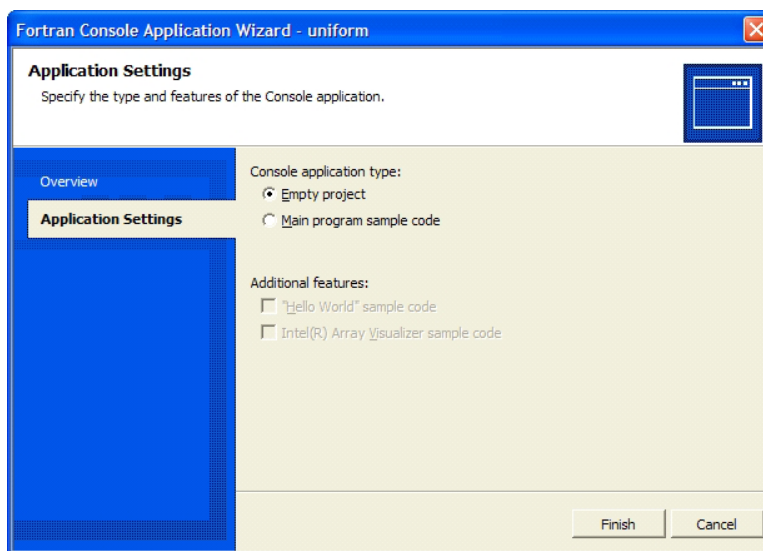 Fortran Console Application Wizard - uniform
Application Settings
Specify the type and features of the Console application.
Overview
Application Settings
Console application type:
Empty project
Main program sample code
Additional features:
"Hello World" sample code
Intel(R) Array Visualizer sample code
Finish
Cancel